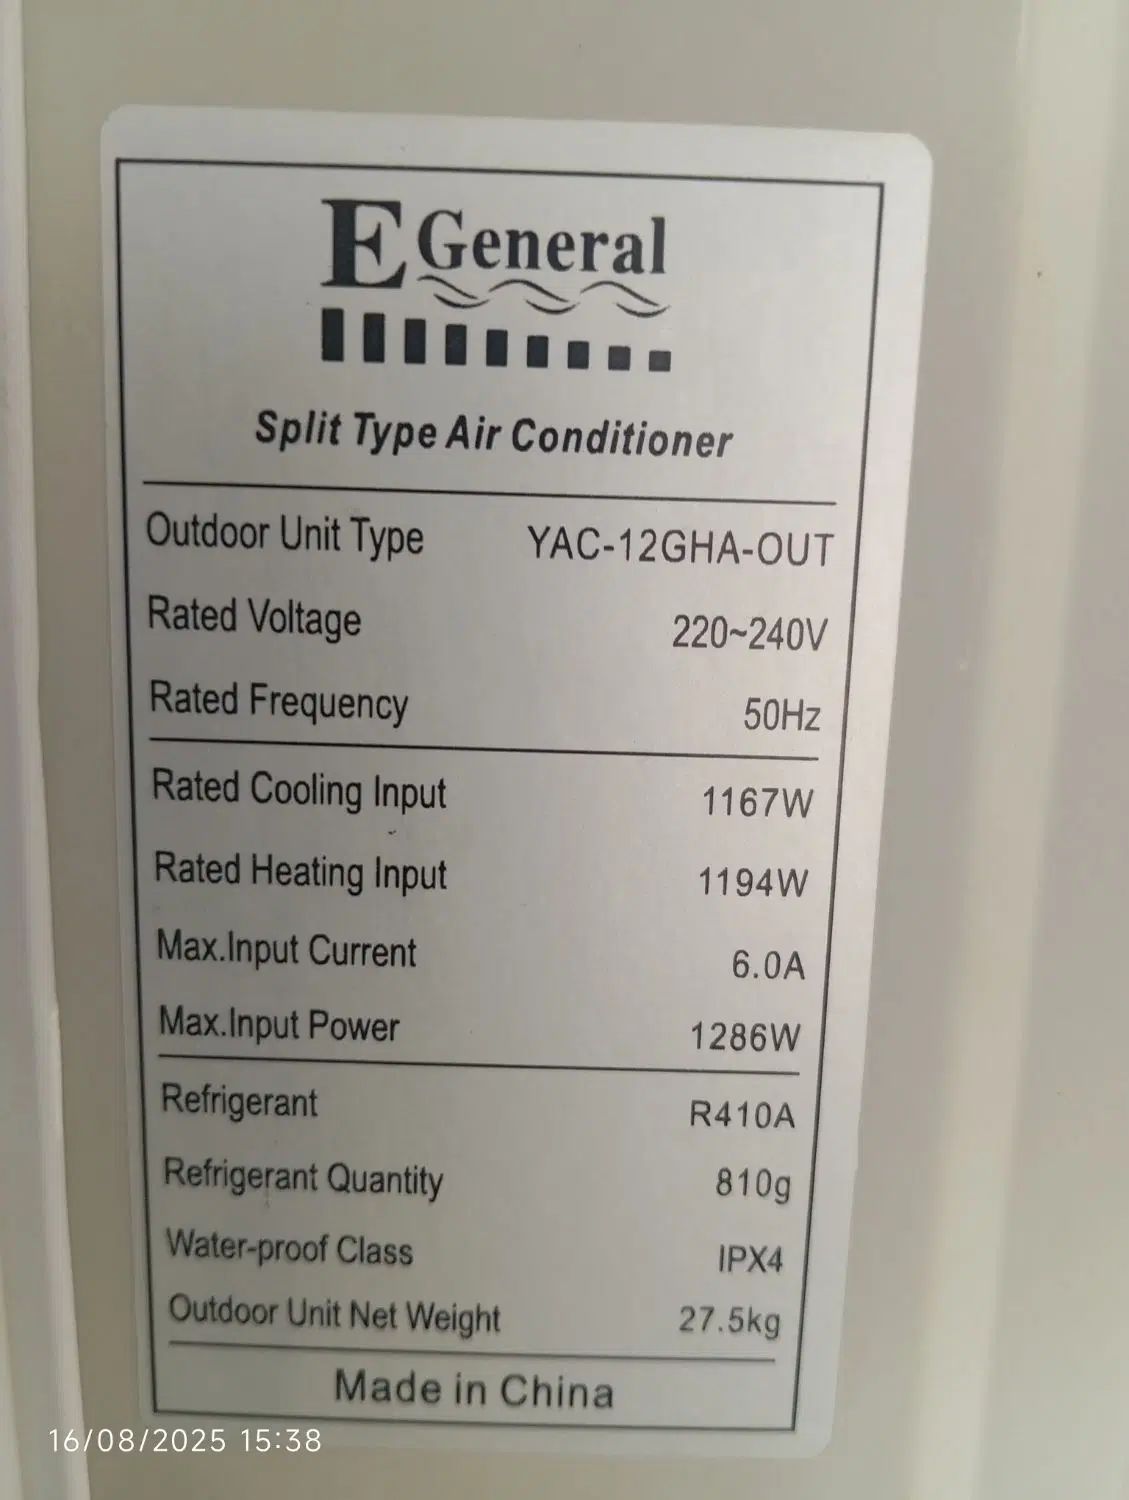 E General
Split Type Air Conditioner
Outdoor Unit Type YAC-12GHA-OUT
Rated Voltage 220~240V
Rated Frequency 50Hz
Rated Cooling Input 1167W
Rated Heating Input 1194W
Max.Input Current 6.0A
Max.Input Power 1286W
Refrigerant R410A
Refrigerant Quantity 810g
Water-proof Class IPX4
Outdoor Unit Net Weight 27.5kg
Made in China
16/08/2025 15:38